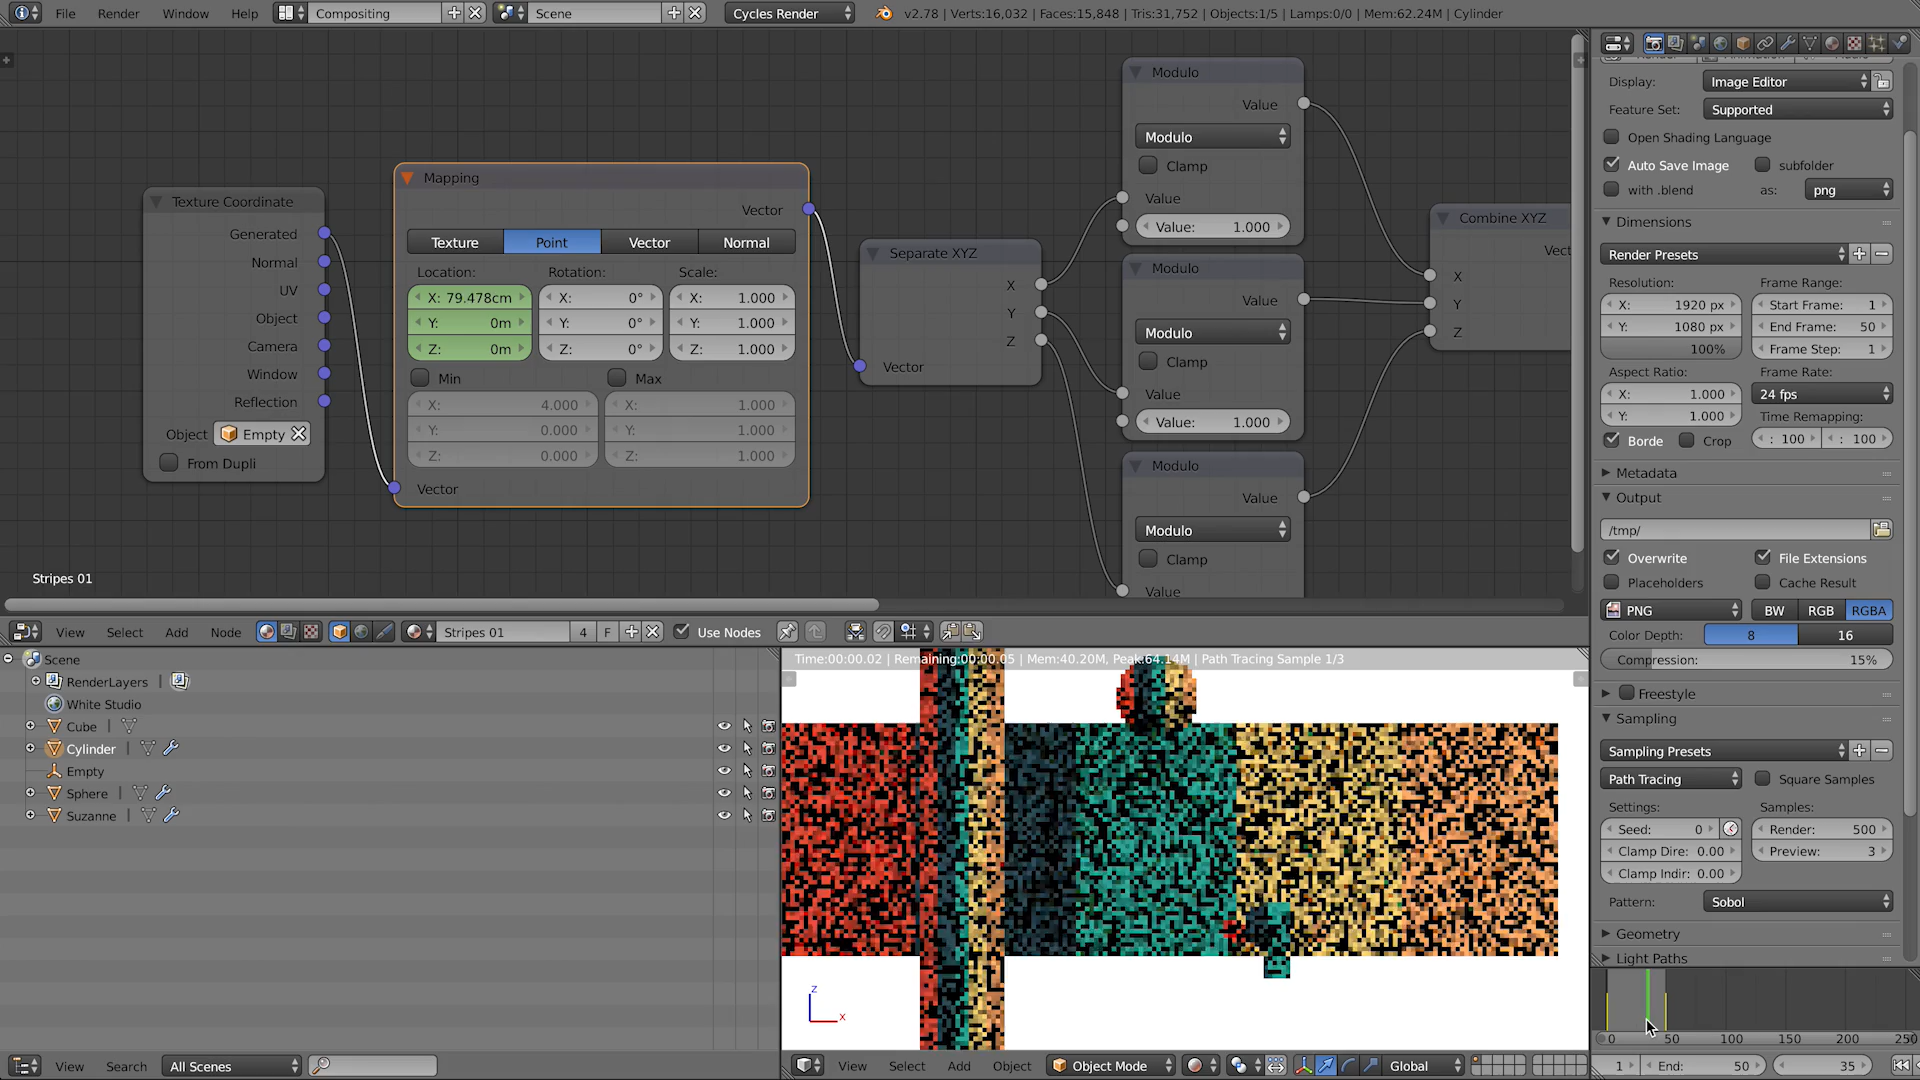 File Render Window Help Compositing Scene Cycles Render v2.78 | Verts:16,032 | Faces:15,848 | Tris:31,752 | Objects:1/5 | Lamps:0/0 | Mem:62.24M | Cylinder
Texture Coordinate
Generated
Normal
UV
Object
Camera
Window
Reflection
Object Empty
From Dupli
Mapping
Vector
Texture Point Vector Normal
Location: Rotation: Scale:
X: 79.478cm X: 0° X: 1.000
Y: 0m Y: 0° Y: 1.000
Z: 0m Z: 0° Z: 1.000
Min Max
X: 4.000 X: 1.000
Y: 0.000 Y: 1.000
Z: 0.000 Z: 1.000
Vector
Separate XYZ
X
Y
Z
Vector
Modulo
Value
Modulo
Clamp
Value
Value: 1.000
Modulo
Value
Modulo
Clamp
Value
Value: 1.000
Modulo
Value
Modulo
Clamp
Value
Combine XYZ
X
Y
Z
Stripes 01
View Select Add Node Stripes 01 4 F Use Nodes
Scene
RenderLayers |
White Studio
Cube |
Cylinder |
Empty
Sphere |
Suzanne |
View Search All Scenes
Time:00:00.02 | Remaining:00:00.05 | Mem:40.20M, Peak:64.14M | Path Tracing Sample 1/3
z
x
View Select Add Object Object Mode Global
Display: Image Editor
Feature Set: Supported
Open Shading Language
Auto Save Image subfolder
with .blend as: png
Dimensions
Render Presets
Resolution: Frame Range:
X: 1920 px Start Frame: 1
Y: 1080 px End Frame: 50
100% Frame Step: 1
Aspect Ratio: Frame Rate:
X: 1.000 24 fps
Y: 1.000 Time Remapping:
Borde Crop : 100 : 100
Metadata
Output
/tmp/
Overwrite File Extensions
Placeholders Cache Result
PNG BW RGB RGBA
Color Depth: 8 16
Compression: 15%
Freestyle
Sampling
Sampling Presets
Path Tracing Square Samples
Settings: Samples:
Seed: 0 Render: 500
Clamp Dire: 0.00 Preview: 3
Clamp Indir: 0.00
Pattern: Sobol
Geometry
Light Paths
0 50 100 150 200 250
1 End: 50 35